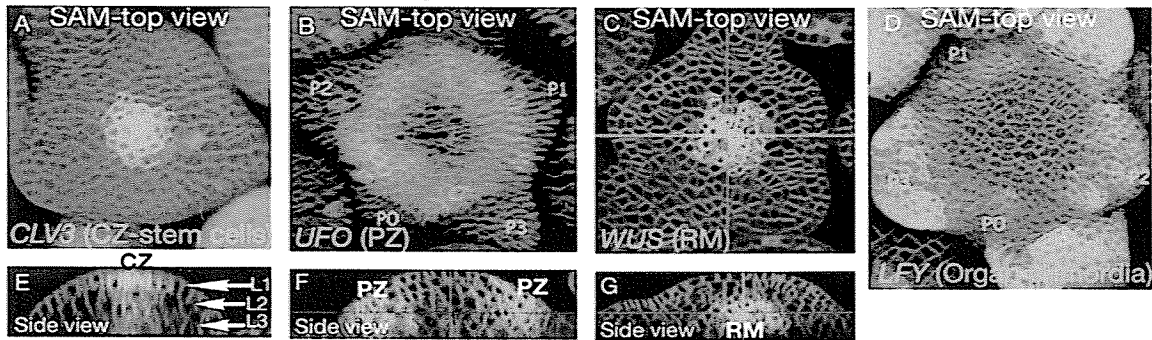 A SAM-top view
B SAM-top view
C SAM-top view
D SAM-top view
P2
P1
P1
P0
P3
P2
P0
CLV3 (CZ-stem cells)
UFO (PZ)
WUS (RM)
LFY (Organ
CZ
E
L1
L2
L3
Side view
F
PZ
PZ
Side view
G
RM
Side view